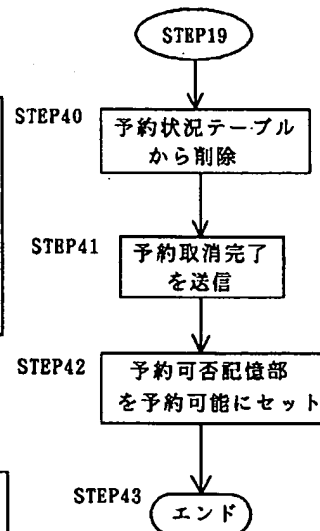 STEP19
STEP40
予約状況テーブル
から削除
STEP41
予約取消完了
を送信
STEP42
予約可否記憶部
を予約可能にセット
STEP43
エンド